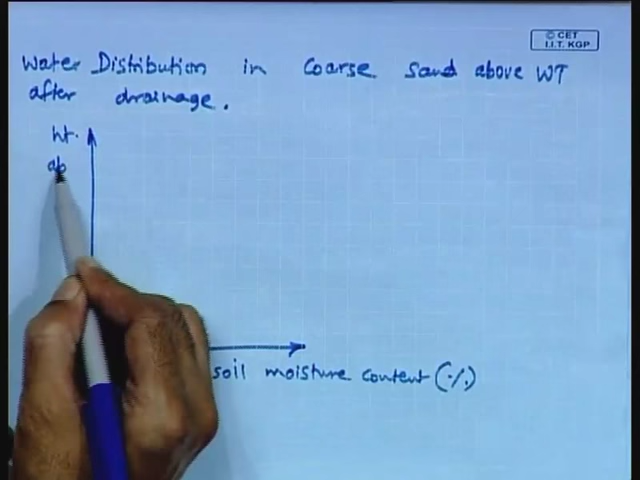 © CET
I.I.T. KGP
Water Distribution in Coarse Sand above WT
after drainage.
ht.
ab
soil moisture content (%)